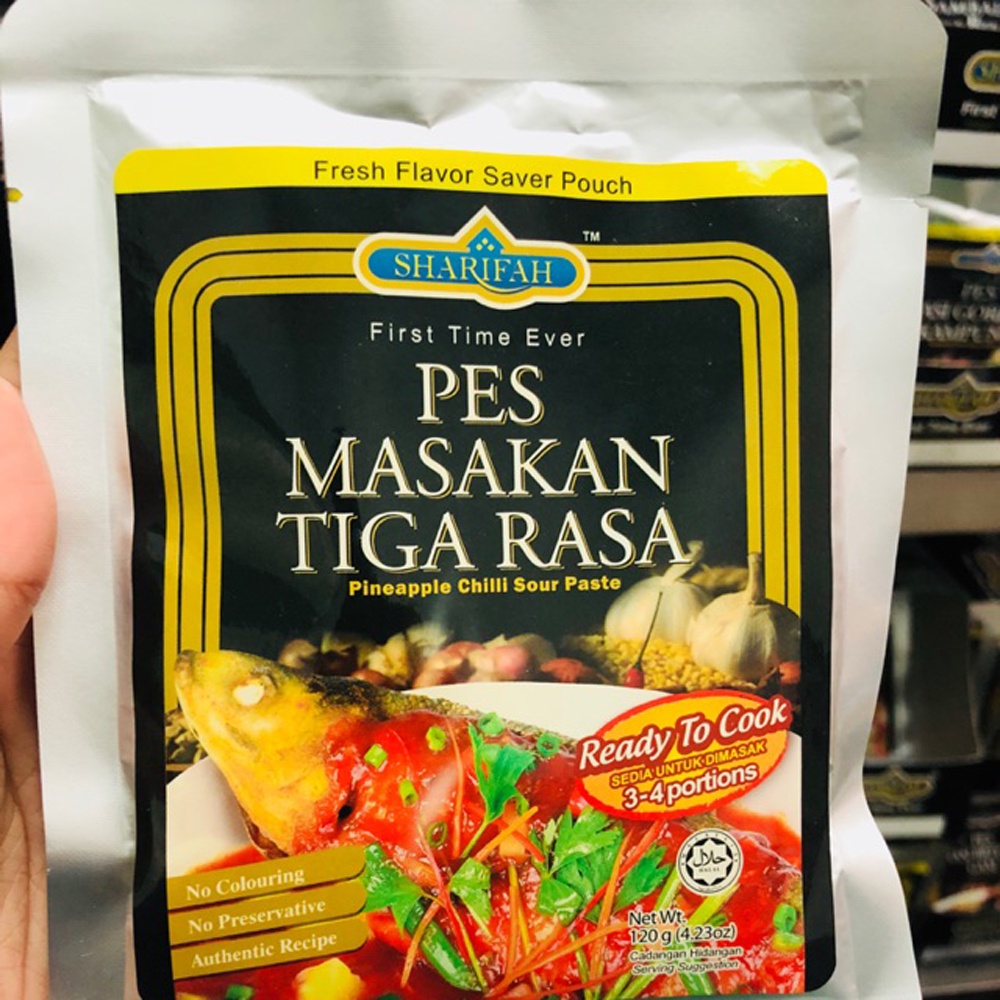 Fresh Flavor Saver Pouch
SHARIFAH
TM
First Time Ever
PES
MASAKAN
TIGA RASA
Pineapple Chilli Sour Paste
Ready To Cook
SEDIA UNTUK DIMASAK
3-4 portions
حلال
HALAL
No Colouring
No Preservative
Authentic Recipe
Net Wt.
120 g (4.23oz)
Cadangan Hidangan
Serving Suggestion